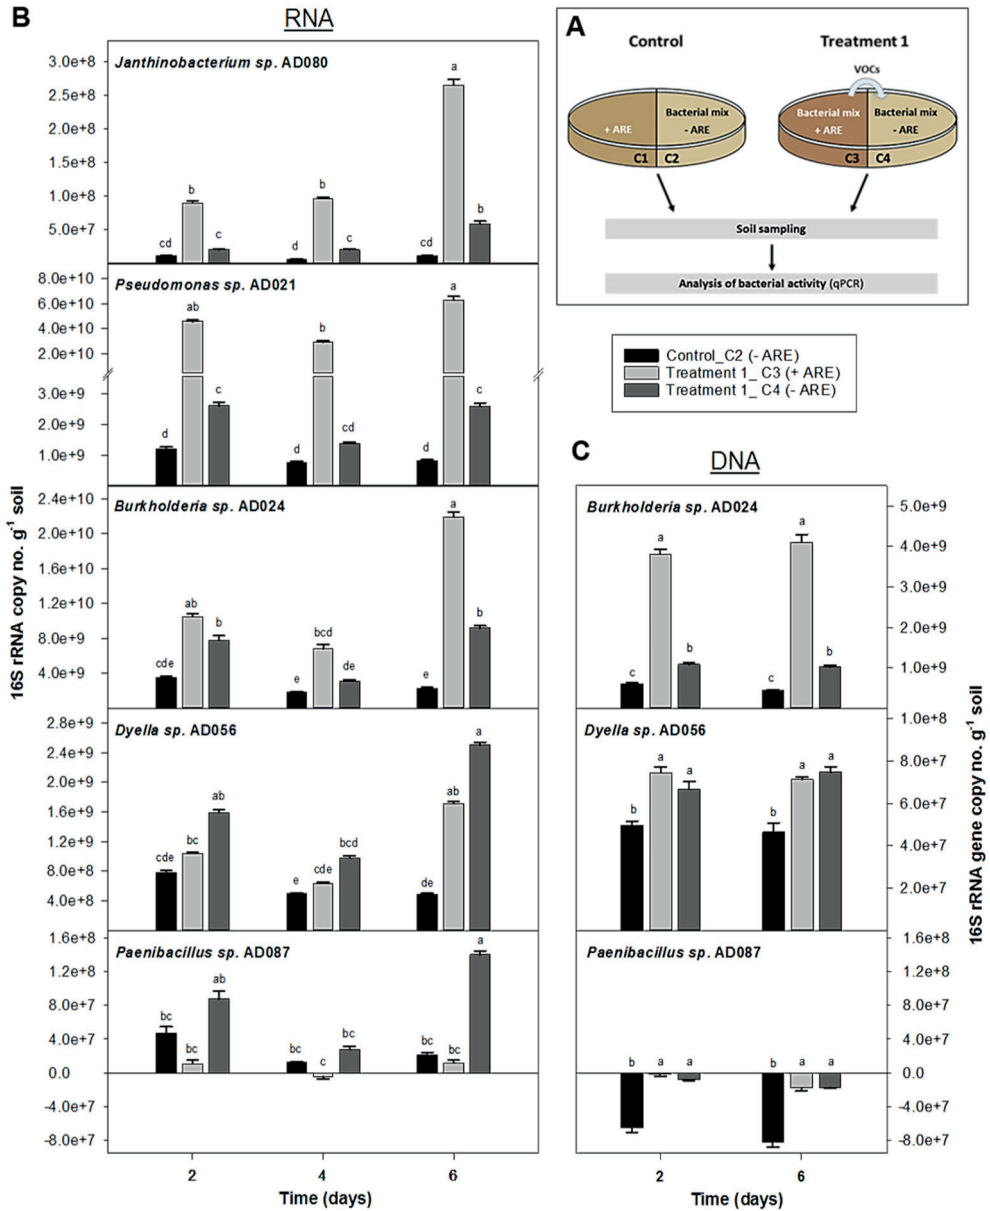 B
RNA
Janthinobacterium sp. AD080
3.0e+8
2.5e+8
2.0e+8
1.5e+8
1.0e+8
5.0e+7
cd b c
d b c
cd a b
Pseudomonas sp. AD021
8.0e+10
6.0e+10
4.0e+10
2.0e+10
3.0e+9
2.0e+9
1.0e+9
d ab c
d b cd
d a c
Burkholderia sp. AD024
2.4e+10
2.0e+10
1.6e+10
1.2e+10
8.0e+9
4.0e+9
cde ab b
e bcd de
e a b
Dyella sp. AD056
2.8e+9
2.4e+9
2.0e+9
1.6e+9
1.2e+9
8.0e+8
4.0e+8
cde bc ab
e cde bcd
de ab a
Paenibacillus sp. AD087
1.6e+8
1.2e+8
8.0e+7
4.0e+7
0.0
-4.0e+7
-8.0e+7
bc bc ab
bc c bc
bc bc a
2 4 6
Time (days)
16S rRNA copy no. g-1 soil
A
Control
Treatment 1
VOCs
+ ARE
Bacterial mix
- ARE
C1 C2
Bacterial mix
+ ARE
Bacterial mix
- ARE
C3 C4
Soil sampling
Analysis of bacterial activity (qPCR)
Control_C2 (- ARE)
Treatment 1_ C3 (+ ARE)
Treatment 1_ C4 (- ARE)
C
DNA
Burkholderia sp. AD024
5.0e+9
4.0e+9
3.0e+9
2.0e+9
1.0e+9
c a b
c a b
Dyella sp. AD056
1.0e+8
8.0e+7
6.0e+7
4.0e+7
2.0e+7
b a a
b a a
Paenibacillus sp. AD087
1.6e+8
1.2e+8
8.0e+7
4.0e+7
0.0
-4.0e+7
-8.0e+7
b a a
b a a
2 6
Time (days)
16S rRNA gene copy no. g-1 soil